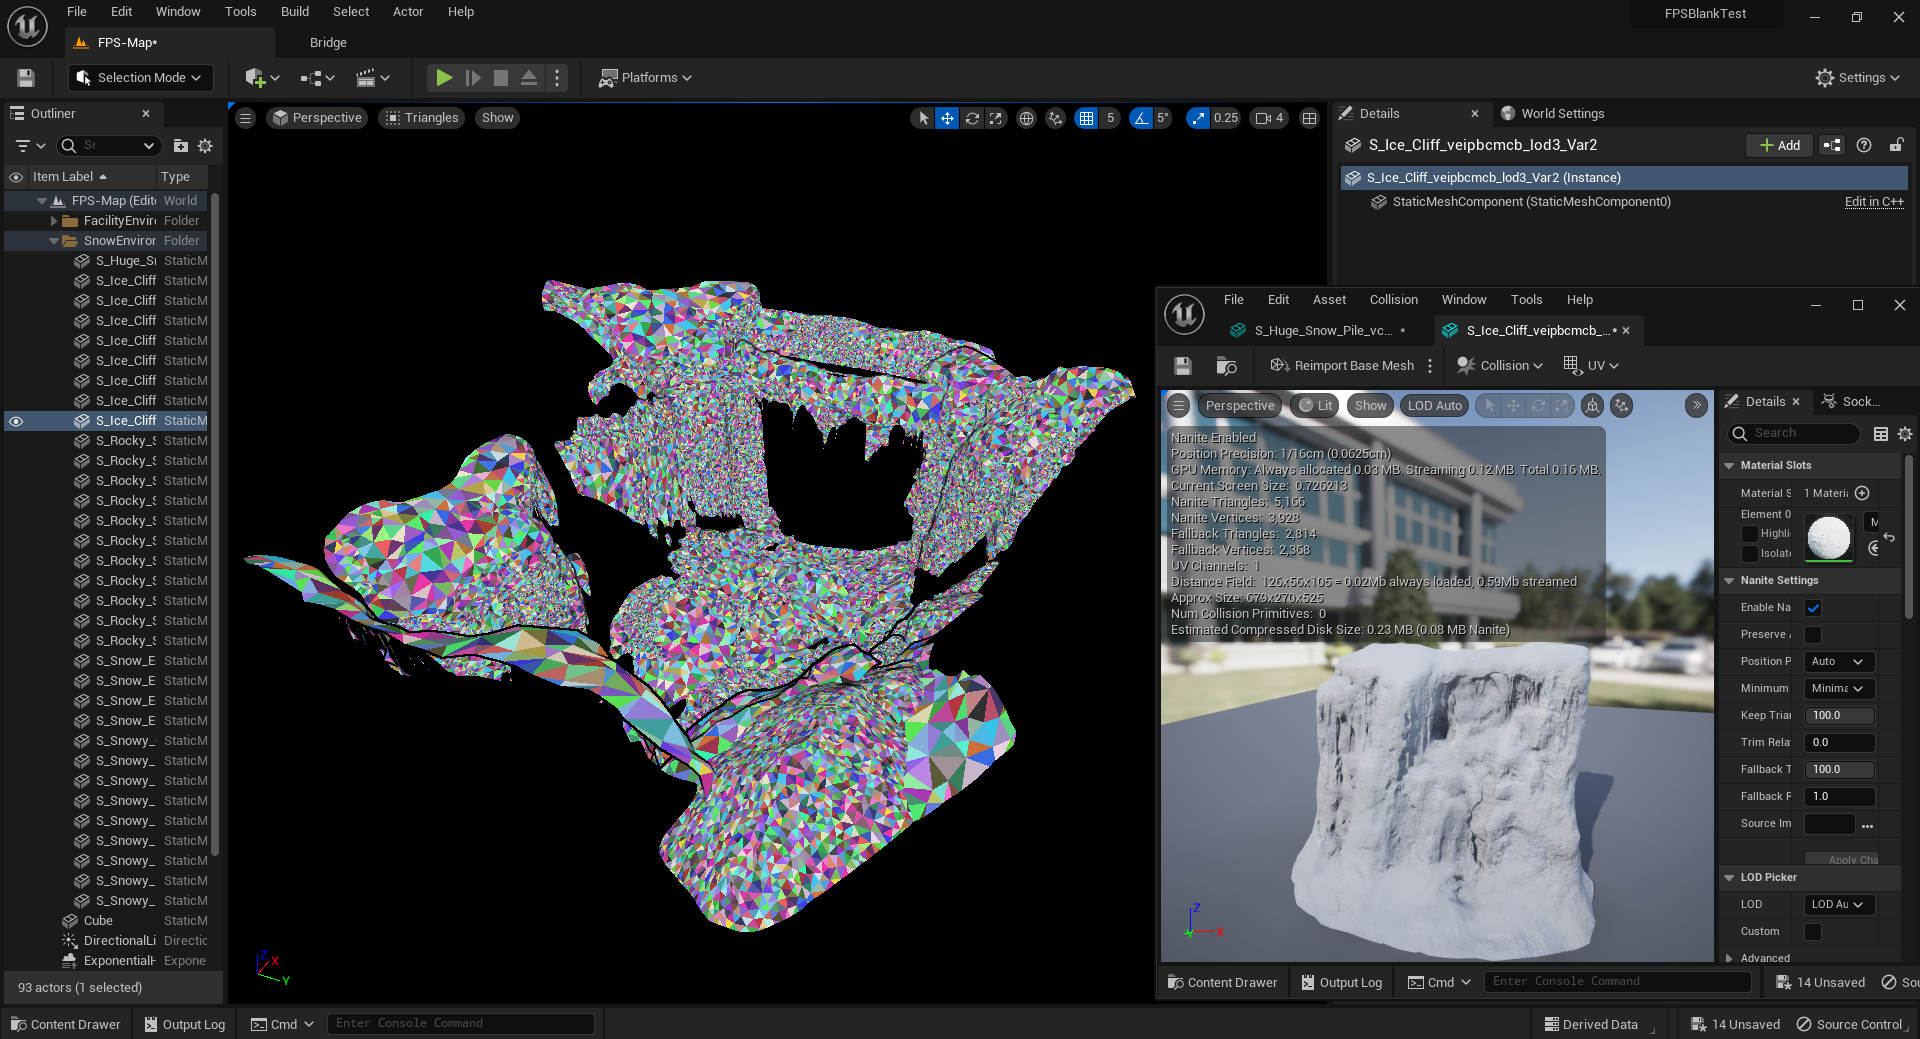 File Edit Window Tools Build Select Actor Help
FPSBlankTest
FPS-Map*
Bridge
Selection Mode
Platforms
Settings
Outliner
Item Label
Type
FPS-Map (Edit World
FacilityEnvir Folder
SnowEnviror Folder
S_Huge_S StaticM
S_Ice_Cliff StaticM
S_Ice_Cliff StaticM
S_Ice_Cliff StaticM
S_Ice_Cliff StaticM
S_Ice_Cliff StaticM
S_Ice_Cliff StaticM
S_Ice_Cliff StaticM
S_Ice_Cliff StaticM
S_Rocky_S StaticM
S_Rocky_S StaticM
S_Rocky_S StaticM
S_Rocky_S StaticM
S_Rocky_S StaticM
S_Rocky_S StaticM
S_Rocky_S StaticM
S_Rocky_S StaticM
S_Rocky_S StaticM
S_Rocky_S StaticM
S_Rocky_S StaticM
S_Snow_E StaticM
S_Snow_E StaticM
S_Snow_E StaticM
S_Snow_E StaticM
S_Snowy_ StaticM
S_Snowy_ StaticM
S_Snowy_ StaticM
S_Snowy_ StaticM
S_Snowy_ StaticM
S_Snowy_ StaticM
S_Snowy_ StaticM
S_Snowy_ StaticM
S_Snowy_ StaticM
Cube StaticM
DirectionalLi Directic
ExponentialH Expone
93 actors (1 selected)
Perspective
Triangles
Show
5
5°
0.25
4
Z
X
Y
Details
World Settings
S_Ice_Cliff_veipbcmcb_lod3_Var2
Add
S_Ice_Cliff_veipbcmcb_lod3_Var2 (Instance)
StaticMeshComponent (StaticMeshComponent0)
Edit in C++
File Edit Asset Collision Window Tools Help
S_Huge_Snow_Pile_vc... *
S_Ice_Cliff_veipbcmcb_...*
Reimport Base Mesh
Collision
UV
Perspective
Lit
Show
LOD Auto
Nanite Enabled
Position Precision: 1/16cm (0.0625cm)
GPU Memory: Always allocated 0.03 MB. Streaming 0.12 MB. Total 0.16 MB.
Current Screen Size: 0.726213
Nanite Triangles: 5,166
Nanite Vertices: 3,928
Fallback Triangles: 2,814
Fallback Vertices: 2,368
UV Channels: 1
Distance Field: 126x56x105 = 0.02Mb always loaded, 0.59Mb streamed
Approx Size: 679x270x525
Num Collision Primitives: 0
Estimated Compressed Disk Size: 0.23 MB (0.08 MB Nanite)
Z
X
Details
Sock...
Search
Material Slots
Material S 1 Materi
Element 0
Highli
Isolate
M
Nanite Settings
Enable Na
Preserve
Position P Auto
Minimum Minima
Keep Trian 100.0
Trim Rela 0.0
Fallback T 100.0
Fallback R 1.0
Source Im
Apply Cha
LOD Picker
LOD LOD Au
Custom
Advanced
Content Drawer
Output Log
Cmd
Enter Console Command
14 Unsaved
Sou
Content Drawer
Output Log
Cmd
Enter Console Command
Derived Data
14 Unsaved
Source Control